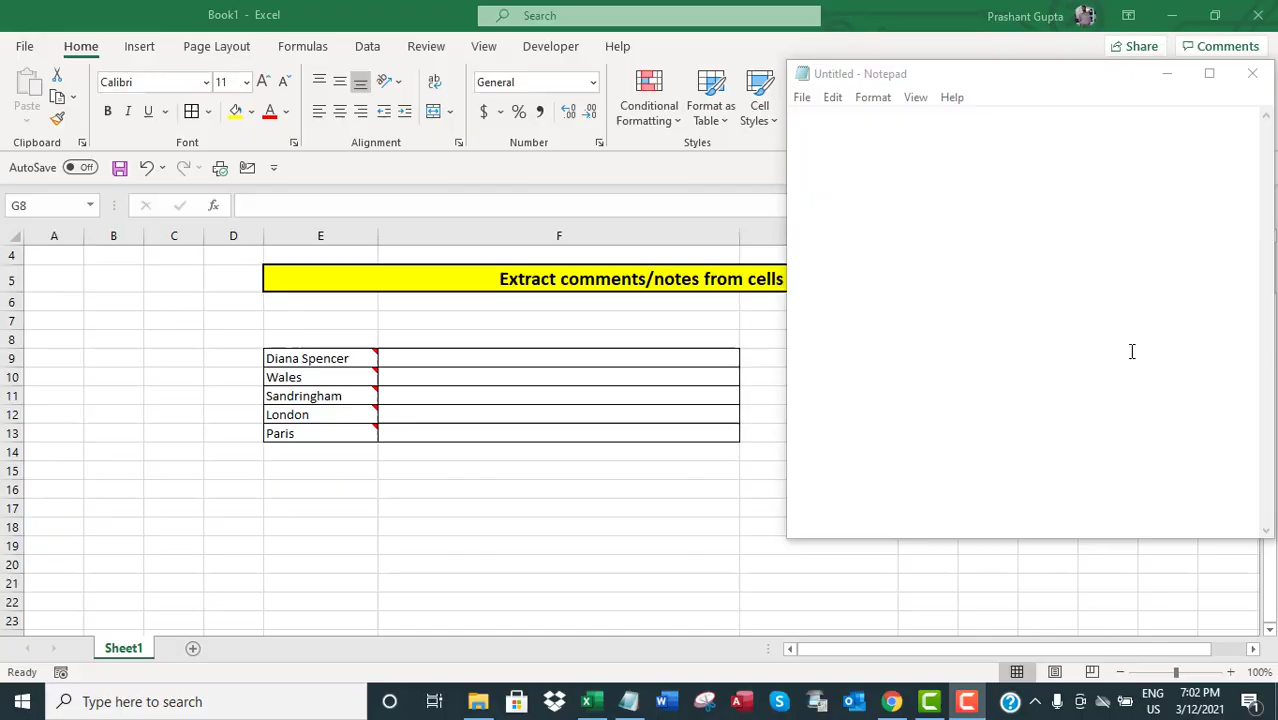 Book1 - Excel
Search
Prashant Gupta
File Home Insert Page Layout Formulas Data Review View Developer Help
Share
Comments
Paste
Calibri 11
General
B I U
$ % ,
Conditional Formatting
Format as Table
Cell Styles
Clipboard Font Alignment Number Styles
AutoSave Off
G8
fx
A B C D E F
4
5 Extract comments/notes from cells
6
7
8
9 Diana Spencer
10 Wales
11 Sandringham
12 London
13 Paris
14
15
16
17
18
19
20
21
22
23
Untitled - Notepad
File Edit Format View Help
Sheet1
Ready
100%
Type here to search
ENG
US
7:02 PM
3/12/2021